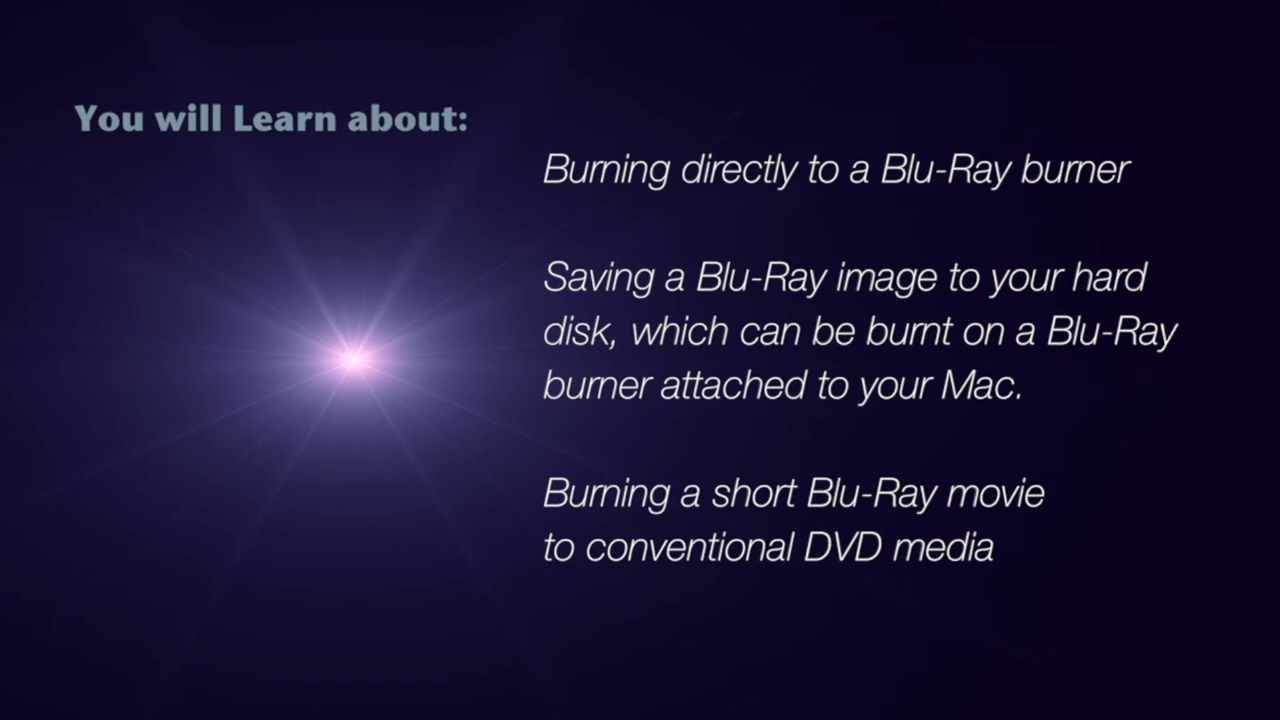 You will Learn about:
Burning directly to a Blu-Ray burner
Saving a Blu-Ray image to your hard
disk, which can be burnt on a Blu-Ray
burner attached to your Mac.
Burning a short Blu-Ray movie
to conventional DVD media